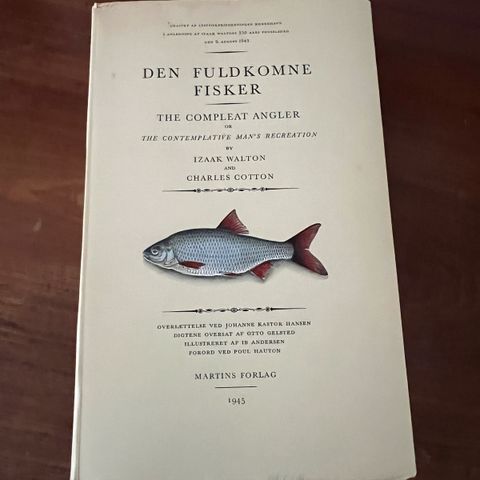 UDGIVET AF LYSTFISKERIFORENINGEN KØBENHAVN
I ANLEDNING AF IZAAK WALTONS 350 AARS FØDSELSDAG
DEN 9. AUGUST 1943
DEN FULDKOMNE
FISKER
THE COMPLEAT ANGLER
OR
THE CONTEMPLATIVE MAN'S RECREATION
BY
IZAAK WALTON
AND
CHARLES COTTON
OVERSÆTTELSE VED JOHANNE KASTOR HANSEN
DIGTENE OVERSAT AF OTTO GELSTED
ILLUSTRERET AF IB ANDERSEN
FORORD VED POUL HAUTON
MARTINS FORLAG
1945